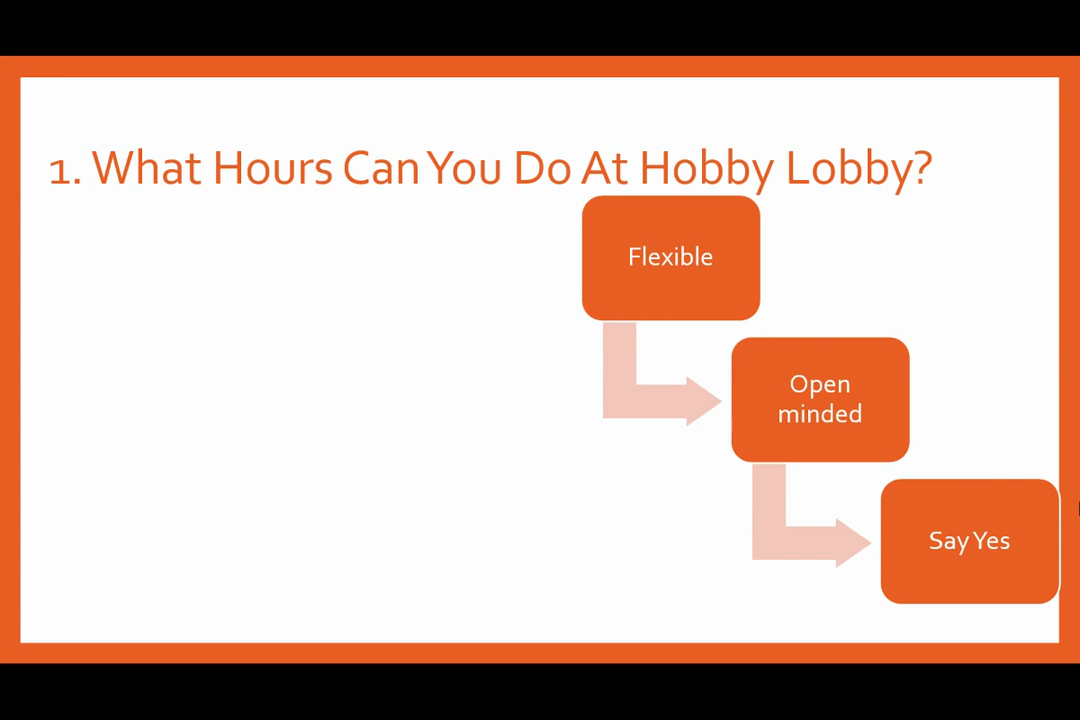 1. What Hours Can You Do At Hobby Lobby?
Flexible
Open
minded
Say Yes